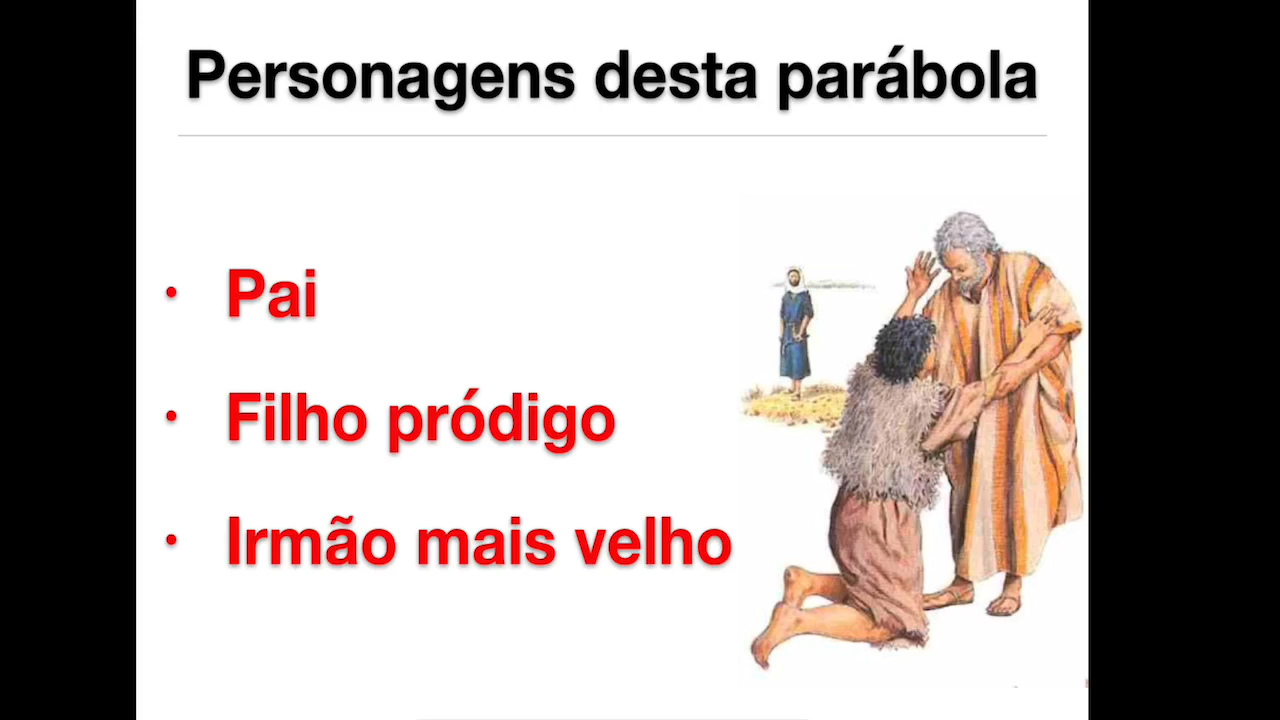 Personagens desta parábola
• Pai
• Filho pródigo
• Irmão mais velho